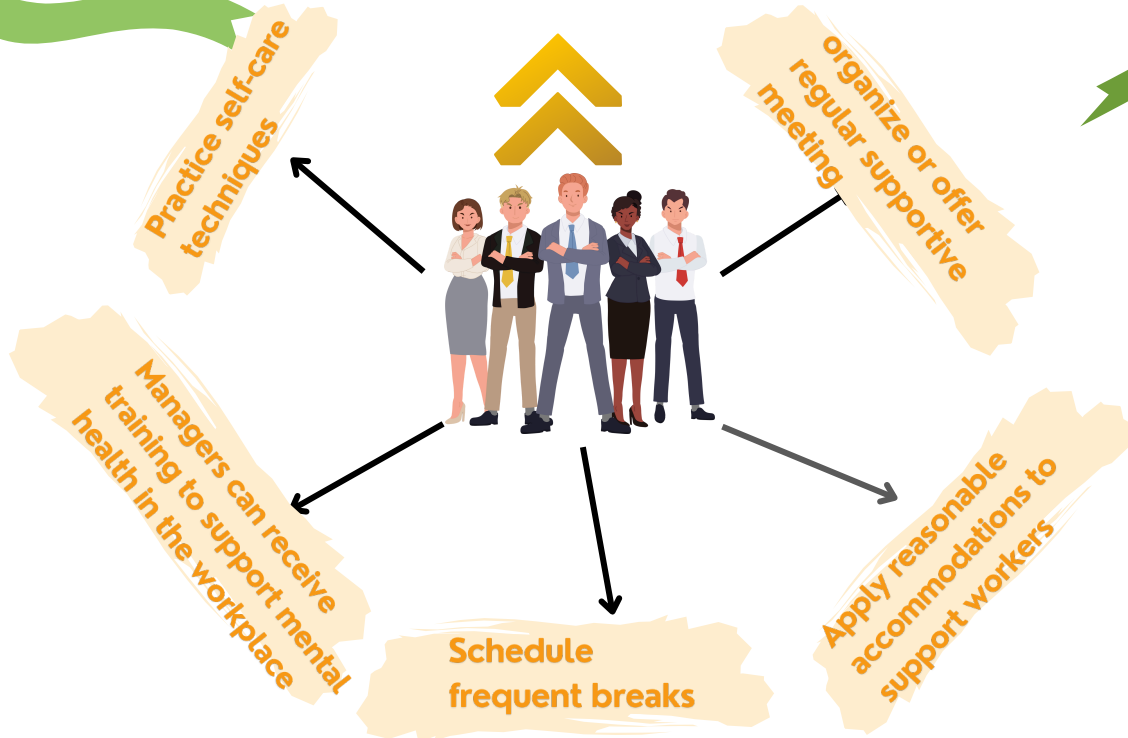 Practice self-care
techniques
organize or offer
regular supportive
meeting
Managers can receive
training to support mental
health in the workplace
Apply reasonable
accommodations to
support workers
Schedule
frequent breaks